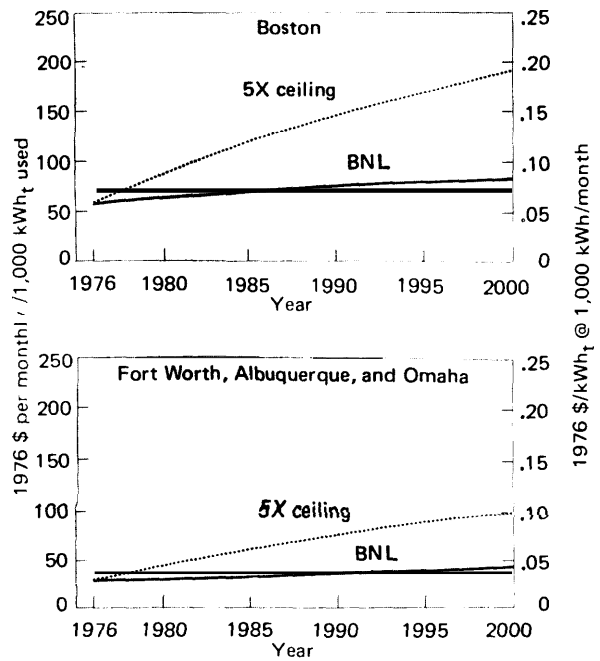 Boston
250
200
150
100
50
0
.25
.20
.15
.10
.05
0
5X ceiling
BNL
1976 1980 1985 1990 1995 2000
Year
Fort Worth, Albuquerque, and Omaha
250
200
150
100
50
0
.25
.20
.15
.10
.05
0
5X ceiling
BNL
1976 1980 1985 1990 1995 2000
Year
1976 $ per month / /1,000 kWht used
1976 $/kWht @ 1,000 kWh/month